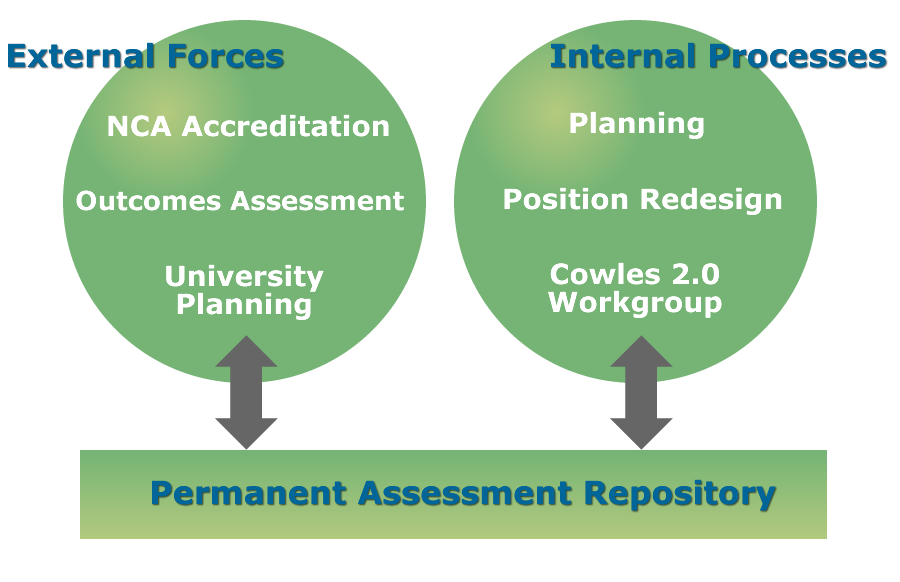 External Forces
NCA Accreditation
Outcomes Assessment
University
Planning
Internal Processes
Planning
Position Redesign
Cowles 2.0
Workgroup
Permanent Assessment Repository